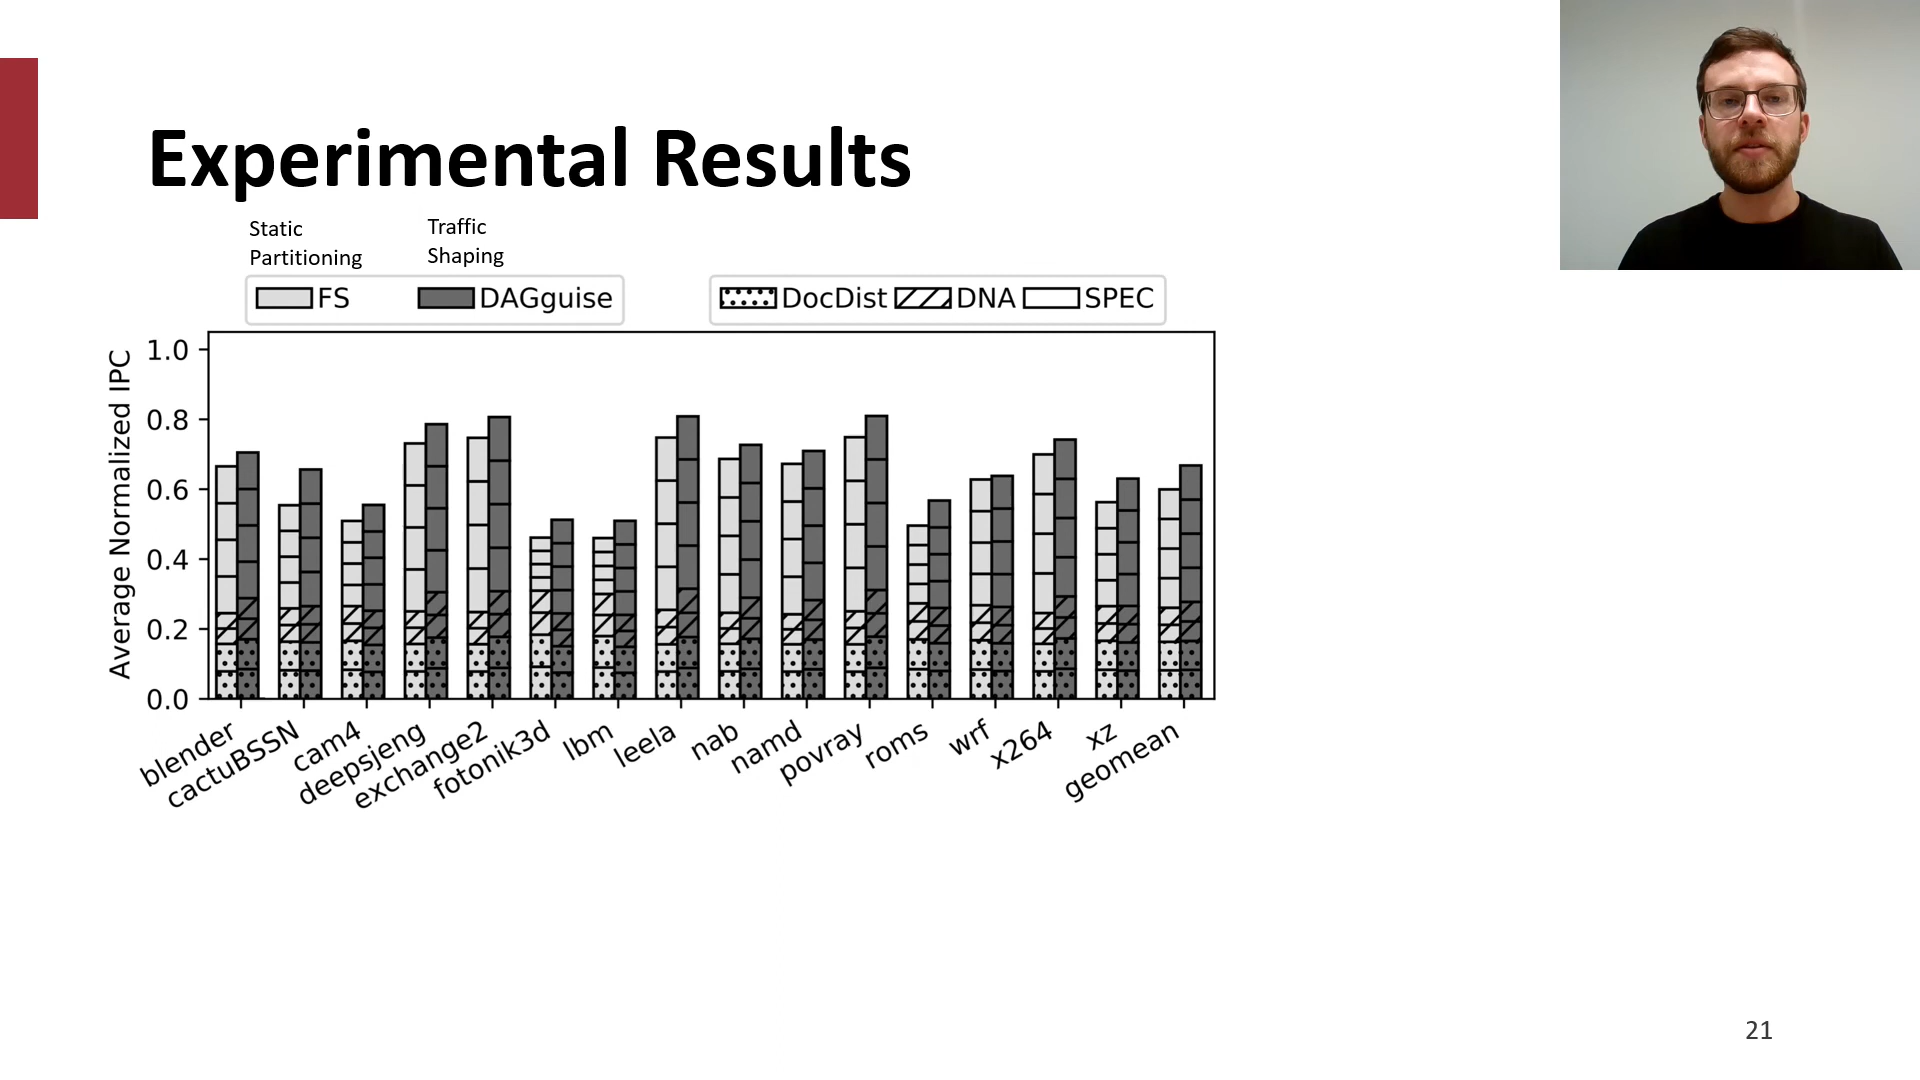 Experimental Results
Static
Partitioning
Traffic
Shaping
FS
DAGguise
DocDist
DNA
SPEC
Average Normalized IPC
1.0
0.8
0.6
0.4
0.2
0.0
blender
cactuBSSN
cam4
deepsjeng
exchange2
fotonik3d
lbm
leela
nab
namd
povray
roms
wrf
x264
xz
geomean
21